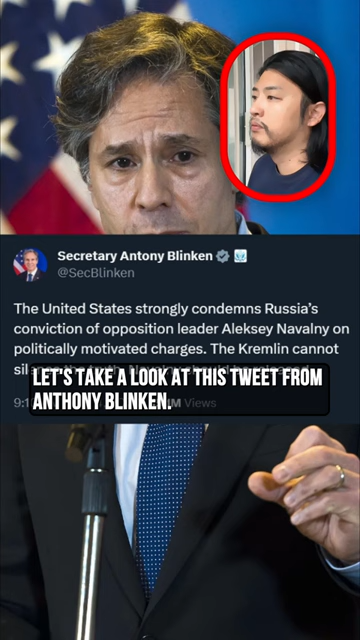 Secretary Antony Blinken
@SecBlinken
The United States strongly condemns Russia's
conviction of opposition leader Aleksey Navalny on
politically motivated charges. The Kremlin cannot
LET'S TAKE A LOOK AT THIS TWEET FROM
ANTHONY BLINKEN.
Views